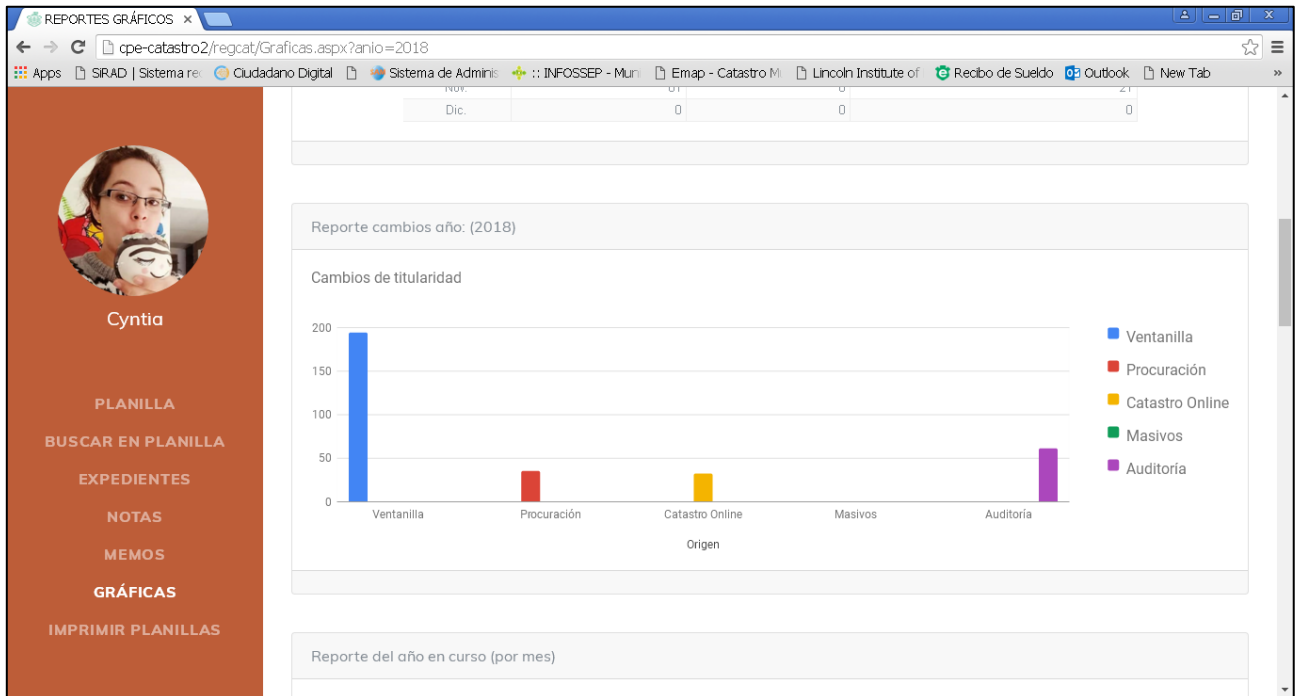 REPORTES GRÁFICOS
cpe-catastro2/regcat/Graficas.aspx?anio=2018
Apps SiRAD | Sistema re Ciudadano Digital Sistema de Adminis :: INFOSSEP - Muni Emap - Catastro M Lincoln Institute of Recibo de Sueldo Outlook New Tab »
Dic. 0 0 0
Cyntia
PLANILLA
BUSCAR EN PLANILLA
EXPEDIENTES
NOTAS
MEMOS
GRÁFICAS
IMPRIMIR PLANILLAS
Reporte cambios año: (2018)
Cambios de titularidad
200
150
100
50
0
Ventanilla Procuración Catastro Online Masivos Auditoría
Origen
Ventanilla
Procuración
Catastro Online
Masivos
Auditoría
Reporte del año en curso (por mes)